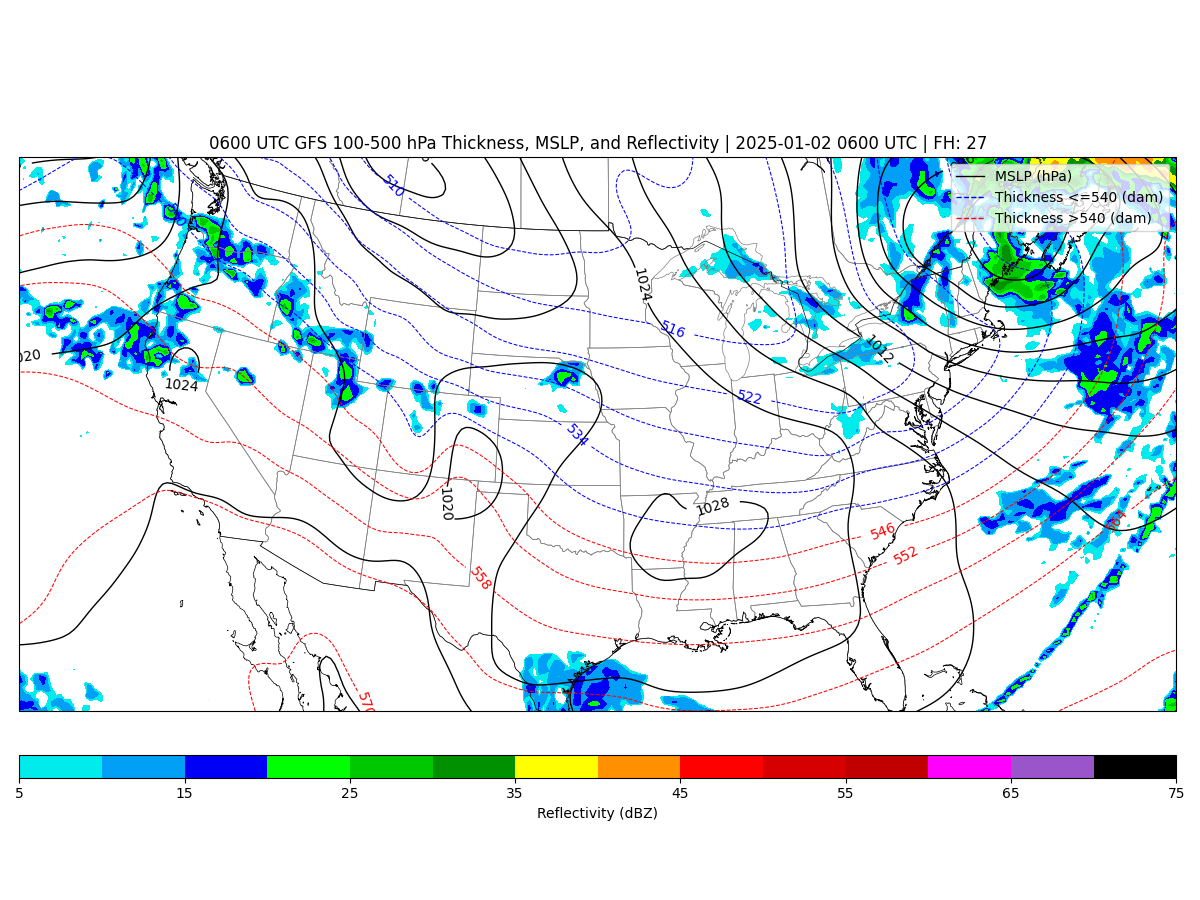 0600 UTC GFS 100-500 hPa Thickness, MSLP, and Reflectivity | 2025-01-02 0600 UTC | FH: 27
MSLP (hPa)
Thickness <=540 (dam)
Thickness >540 (dam)
510
1024
516
1012
020
1024
522
534
1020
1028
546
552
564
558
570
5 15 25 35 45 55 65 75
Reflectivity (dBZ)